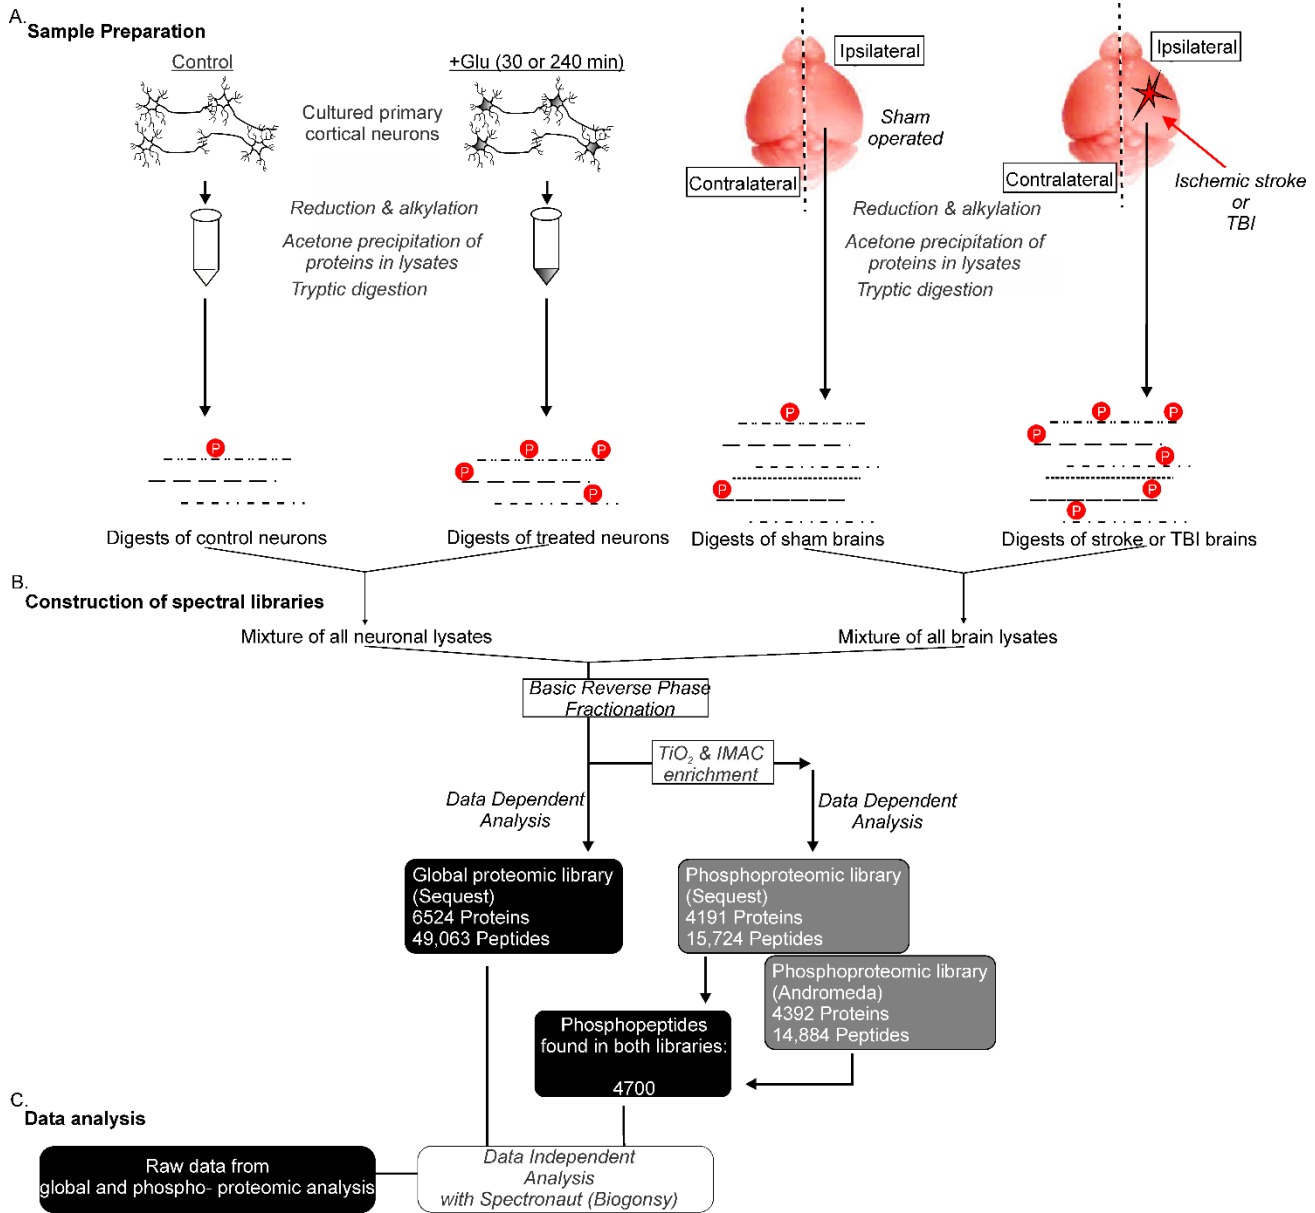 A.
Sample Preparation
Control
+Glu (30 or 240 min)
Cultured primary
cortical neurons
Reduction & alkylation
Acetone precipitation of
proteins in lysates
Tryptic digestion
Ipsilateral
Sham
operated
Contralateral
Ipsilateral
Contralateral
Ischemic stroke
or
TBI
Reduction & alkylation
Acetone precipitation of
proteins in lysates
Tryptic digestion
P
P
P
P
P
P
P
P
P
P
P
P
P
Digests of control neurons
Digests of treated neurons
Digests of sham brains
Digests of stroke or TBI brains
B.
Construction of spectral libraries
Mixture of all neuronal lysates
Mixture of all brain lysates
Basic Reverse Phase
Fractionation
TiO2 & IMAC
enrichment
Data Dependent
Analysis
Data Dependent
Analysis
Global proteomic library
(Sequest)
6524 Proteins
49,063 Peptides
Phosphoproteomic library
(Sequest)
4191 Proteins
15,724 Peptides
Phosphoproteomic library
(Andromeda)
4392 Proteins
14,884 Peptides
Phosphopeptides
found in both libraries:
4700
C.
Data analysis
Raw data from
global and phospho- proteomic analysis
Data Independent
Analysis
with Spectronaut (Biogonsy)